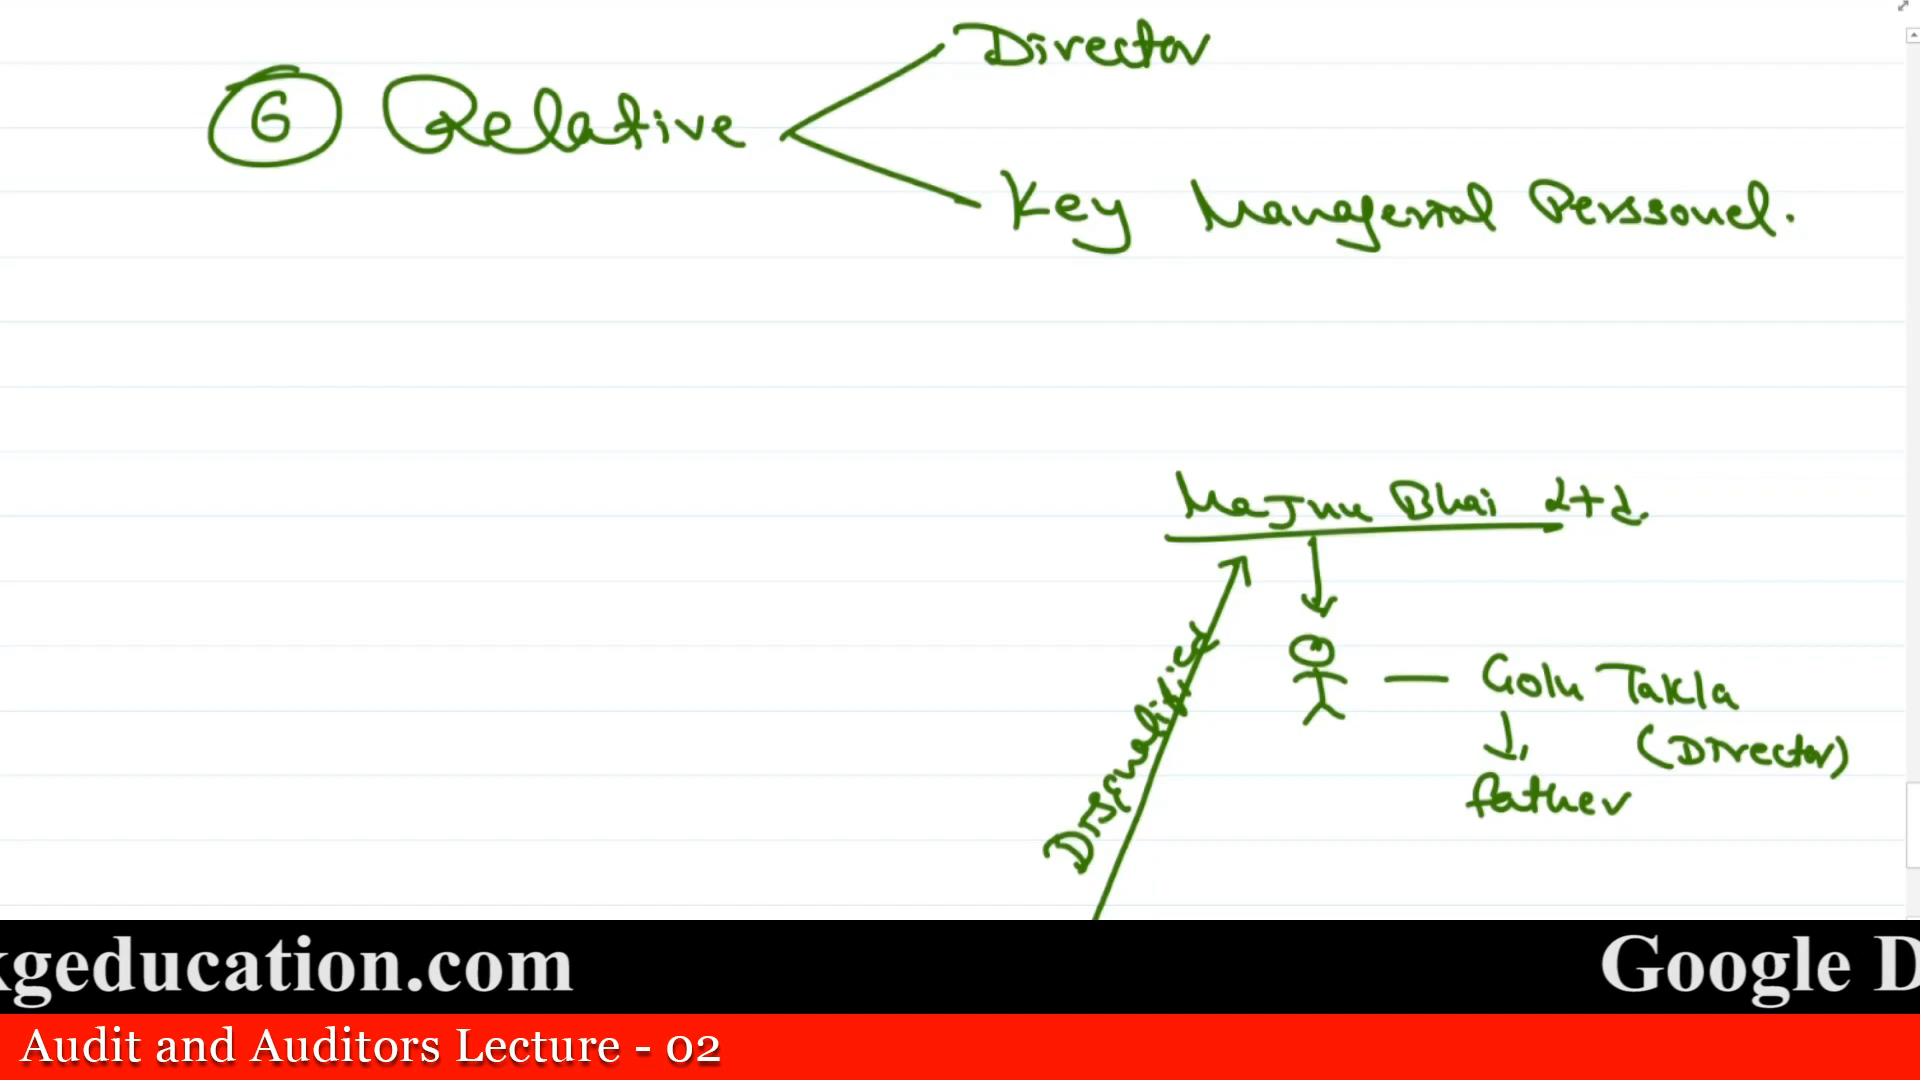 Director
6 Relative
Key Managerial Perssonel.
Majnu Bhai Ltd.
Disqualified
Golu Takla
(Director)
father
kgeducation.com
Google D
Audit and Auditors Lecture - 02